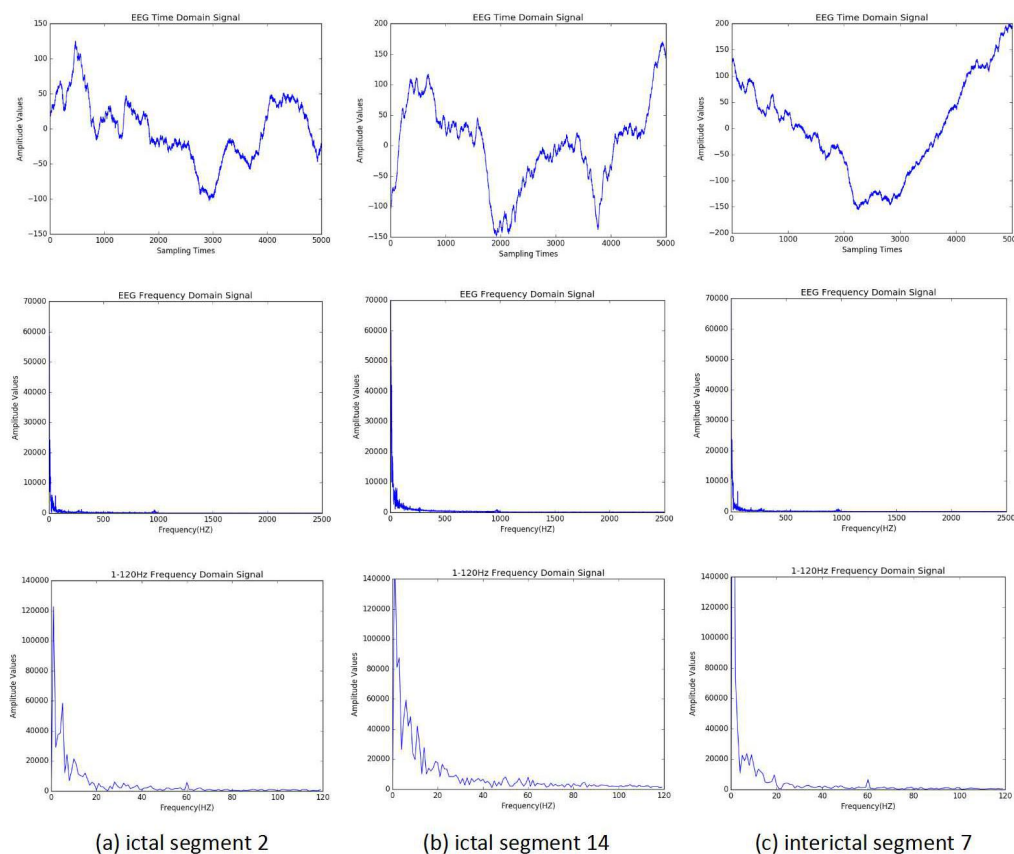 EEG Time Domain Signal
Amplitude Values
150
100
50
0
−50
−100
−150
0 1000 2000 3000 4000 5000
Sampling Times
EEG Time Domain Signal
Amplitude Values
200
150
100
50
0
−50
−100
−150
0 1000 2000 3000 4000 5000
Sampling Times
EEG Time Domain Signal
Amplitude Values
200
150
100
50
0
−50
−100
−150
−200
0 1000 2000 3000 4000 5000
Sampling Times
EEG Frequency Domain Signal
Amplitude Values
70000
60000
50000
40000
30000
20000
10000
0
0 500 1000 1500 2000 2500
Frequency(HZ)
EEG Frequency Domain Signal
Amplitude Values
70000
60000
50000
40000
30000
20000
10000
0
0 500 1000 1500 2000 2500
Frequency(HZ)
EEG Frequency Domain Signal
Amplitude Values
70000
60000
50000
40000
30000
20000
10000
0
0 500 1000 1500 2000 2500
Frequency(HZ)
1-120Hz Frequency Domain Signal
Amplitude Values
140000
120000
100000
80000
60000
40000
20000
0
0 20 40 60 80 100 120
Frequency(HZ)
1-120Hz Frequency Domain Signal
Amplitude Values
140000
120000
100000
80000
60000
40000
20000
0
0 20 40 60 80 100 120
Frequency(HZ)
1-120Hz Frequency Domain Signal
Amplitude Values
140000
120000
100000
80000
60000
40000
20000
0
0 20 40 60 80 100 120
Frequency(HZ)
(a) ictal segment 2
(b) ictal segment 14
(c) interictal segment 7